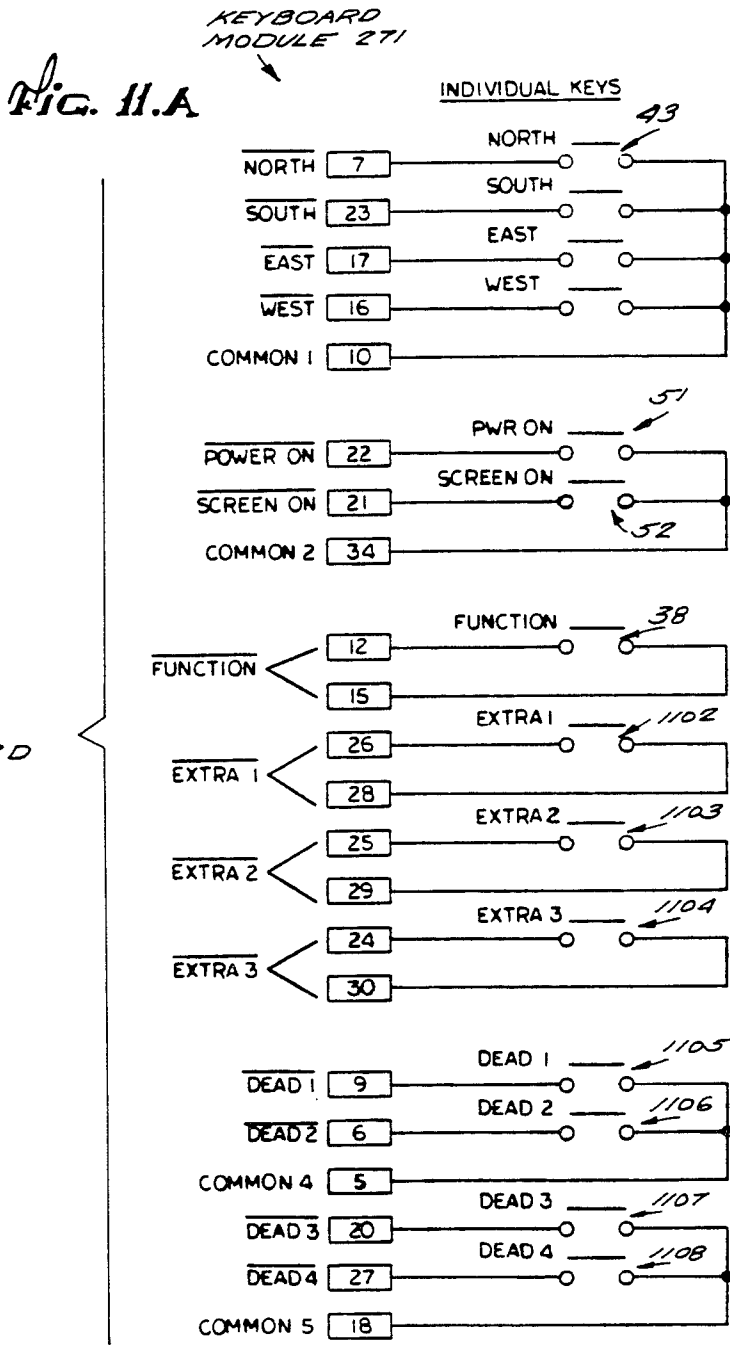 KEYBOARD
MODULE 271
Fig. 11.A
INDIVIDUAL KEYS
43
NORTH 7 NORTH
SOUTH 23 SOUTH
EAST 17 EAST
WEST 16 WEST
COMMON 1 10
51
POWER ON 22 PWR ON
SCREEN ON 21 SCREEN ON
52
COMMON 2 34
FUNCTION 12 FUNCTION 38
15
EXTRA 1 26 EXTRA 1 1102
28
EXTRA 2 25 EXTRA 2 1103
29
EXTRA 3 24 EXTRA 3 1104
30
DEAD 1 9 DEAD 1 1105
DEAD 2 6 DEAD 2 1106
COMMON 4 5
DEAD 3 20 DEAD 3 1107
DEAD 4 27 DEAD 4 1108
COMMON 5 18